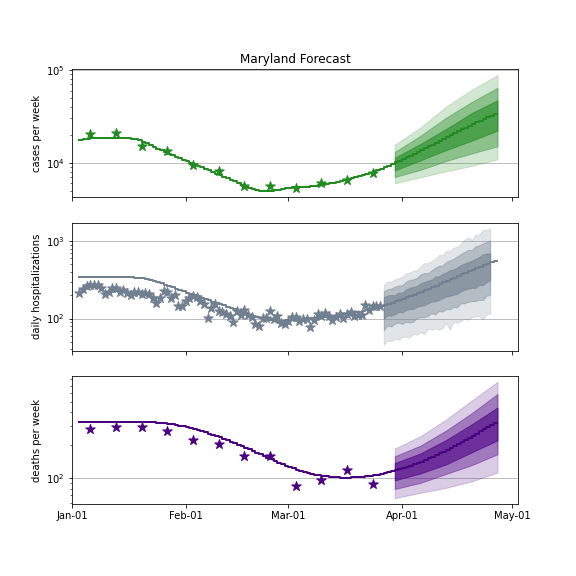 Maryland Forecast
cases per week
10^5
10^4
daily hospitalizations
10^3
10^2
deaths per week
10^2
Jan-01 Feb-01 Mar-01 Apr-01 May-01